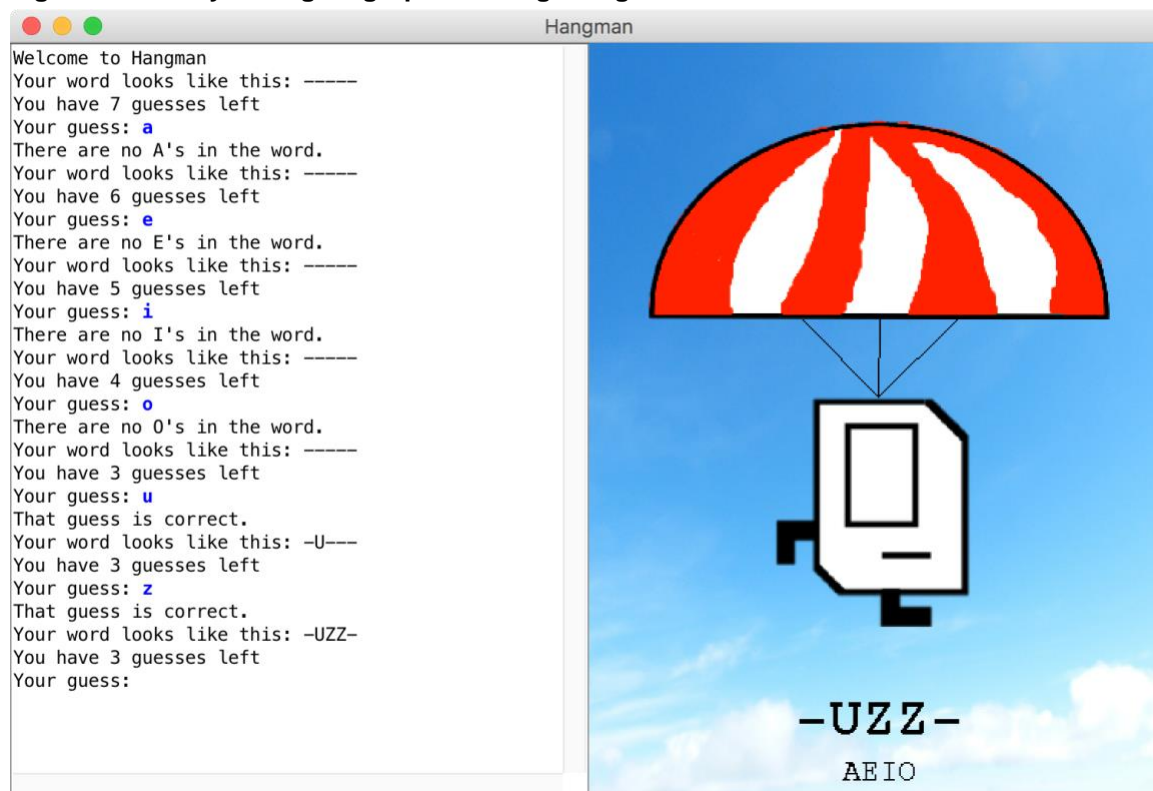 Hangman
Welcome to Hangman
Your word looks like this: -----
You have 7 guesses left
Your guess: a
There are no A's in the word.
Your word looks like this: -----
You have 6 guesses left
Your guess: e
There are no E's in the word.
Your word looks like this: -----
You have 5 guesses left
Your guess: i
There are no I's in the word.
Your word looks like this: -----
You have 4 guesses left
Your guess: o
There are no O's in the word.
Your word looks like this: -----
You have 3 guesses left
Your guess: u
That guess is correct.
Your word looks like this: -U---
You have 3 guesses left
Your guess: z
That guess is correct.
Your word looks like this: -UZZ-
You have 3 guesses left
Your guess:
-UZZ-
AEIO